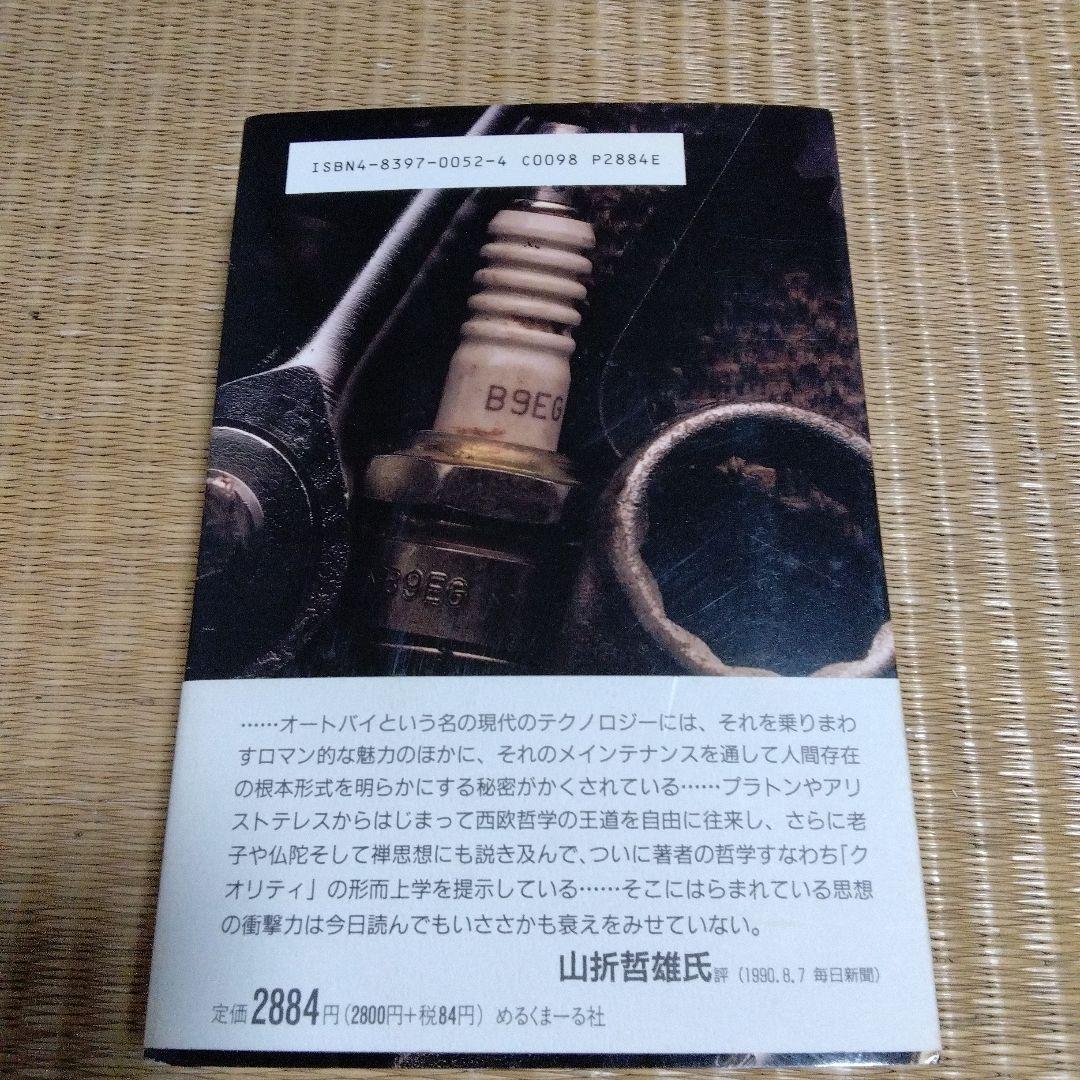 ISBN4-8397-0052-4 C0098 P2884E
B9EG
B9EG
……オートバイという名の現代のテクノロジーには、それを乗りまわ
すロマン的な魅力のほかに、それのメインテナンスを通して人間存在
の根本形式を明らかにする秘密がかくされている……プラトンやアリ
ストテレスからはじまって西欧哲学の王道を自由に往来し、さらに老
子や仏陀そして禅思想にも説き及んで、ついに著者の哲学すなわち「ク
オリティ」の形而上学を提示している……そこにはらまれている思想
の衝撃力は今日読んでもいささかも衰えをみせていない。
山折哲雄氏評（1990.8.7 毎日新聞）
定価2884円（2800円+税84円）めるくまーる社